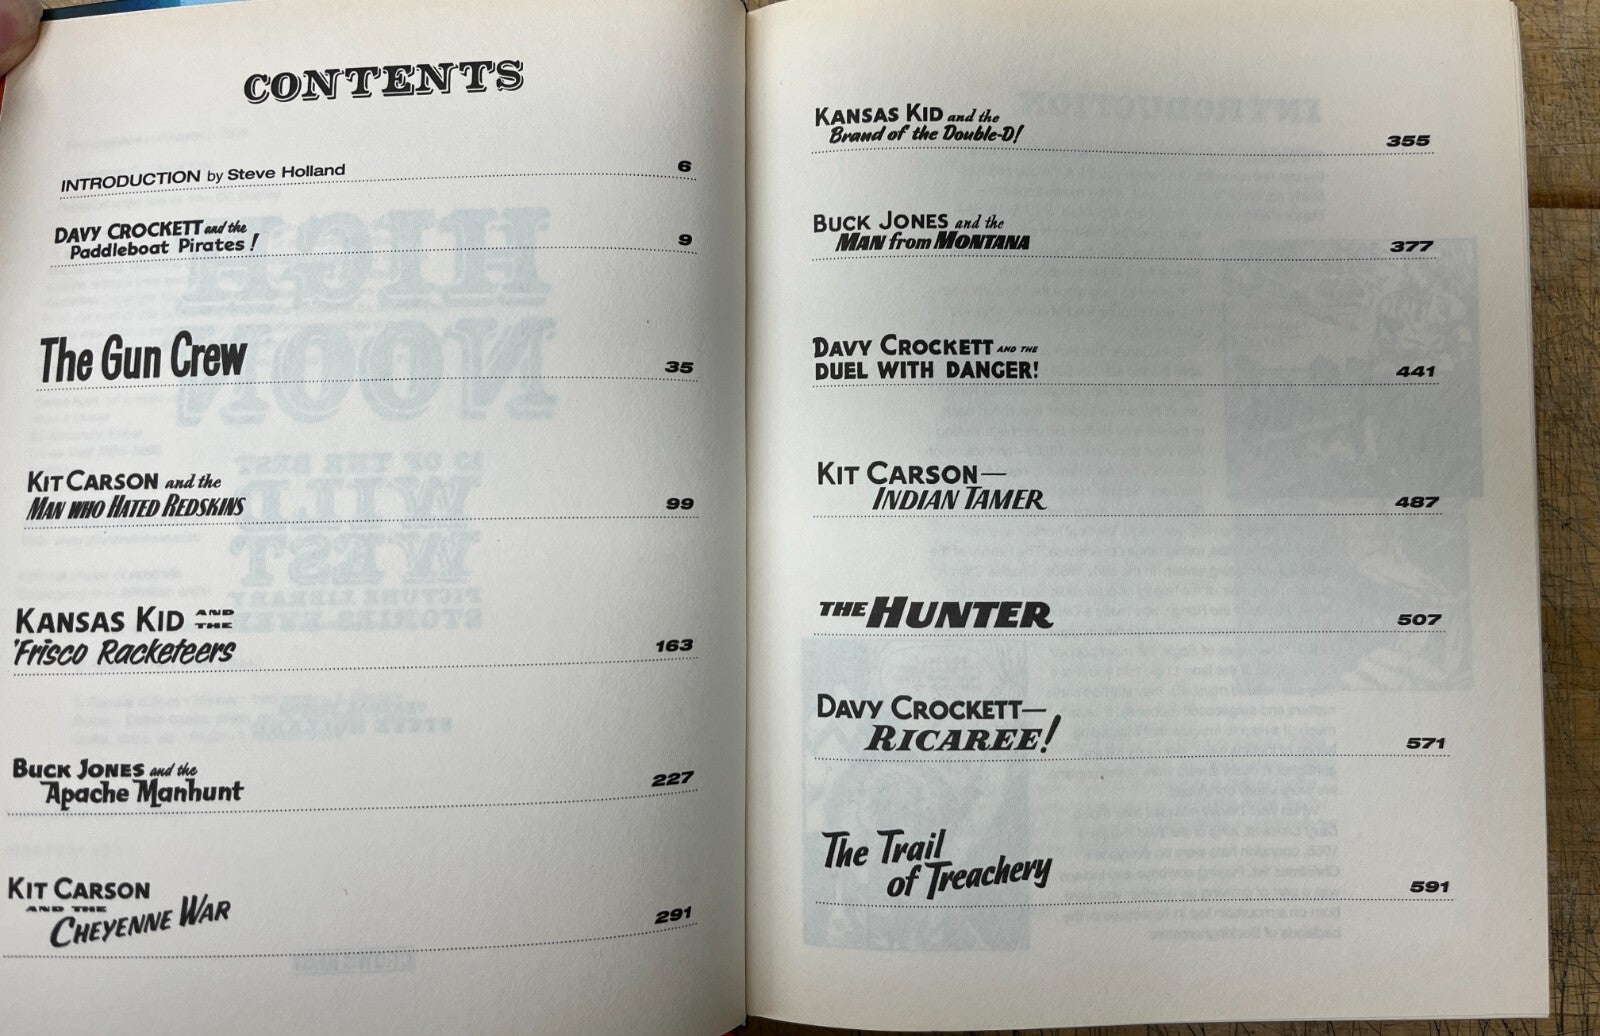 CONTENTS
INTRODUCTION by Steve Holland 6
DAVY CROCKETT and the
Paddleboat Pirates! 9
The Gun Crew 35
KIT CARSON and the
MAN WHO HATED REDSKINS 99
KANSAS KID AND THE
'Frisco Racketeers 163
BUCK JONES and the
Apache Manhunt 227
KIT CARSON
AND THE
CHEYENNE WAR 291
KANSAS KID and the
Brand of the Double-D! 355
BUCK JONES and the
MAN from MONTANA 377
DAVY CROCKETT AND THE
DUEL WITH DANGER! 441
KIT CARSON—
INDIAN TAMER 487
THE HUNTER 507
DAVY CROCKETT—
RICAREE! 571
The Trail
of Treachery 591